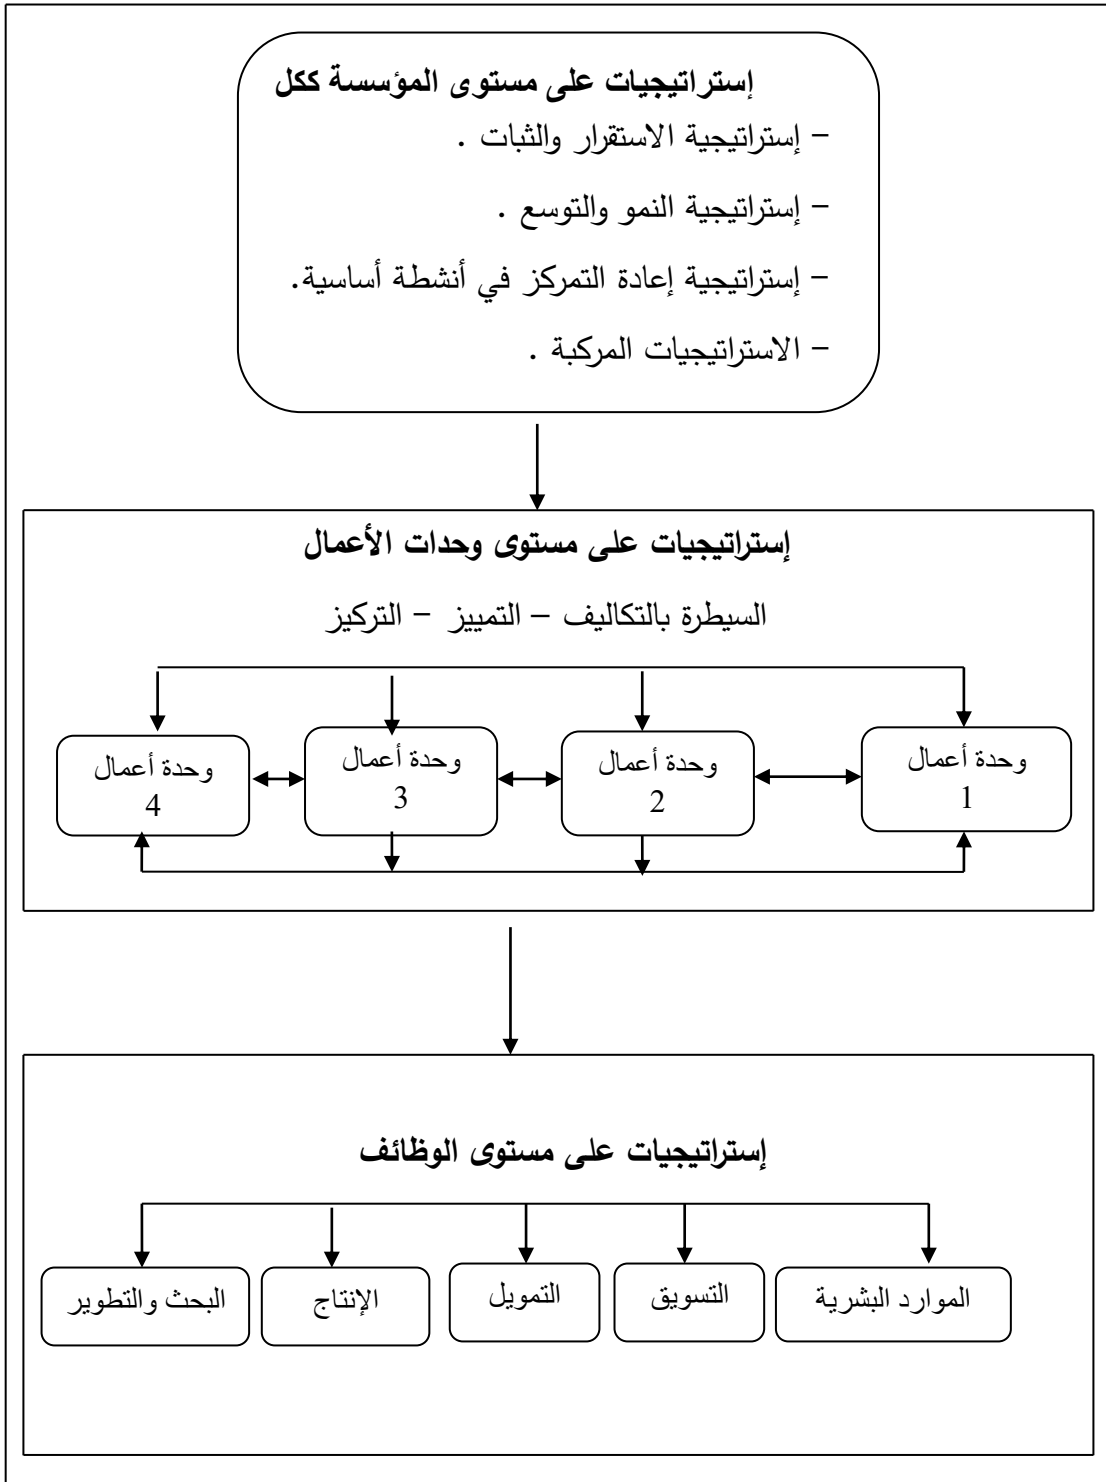 إستراتيجيات على مستوى المؤسسة ككل
– إستراتيجية الاستقرار والثبات .
– إستراتيجية النمو والتوسع .
– إستراتيجية إعادة التمركز في أنشطة أساسية.
– الاستراتيجيات المركبة .
إستراتيجيات على مستوى وحدات الأعمال
السيطرة بالتكاليف – التمييز – التركيز
وحدة أعمال
1
وحدة أعمال
2
وحدة أعمال
3
وحدة أعمال
4
إستراتيجيات على مستوى الوظائف
الموارد البشرية
التسويق
التمويل
الإنتاج
البحث والتطوير